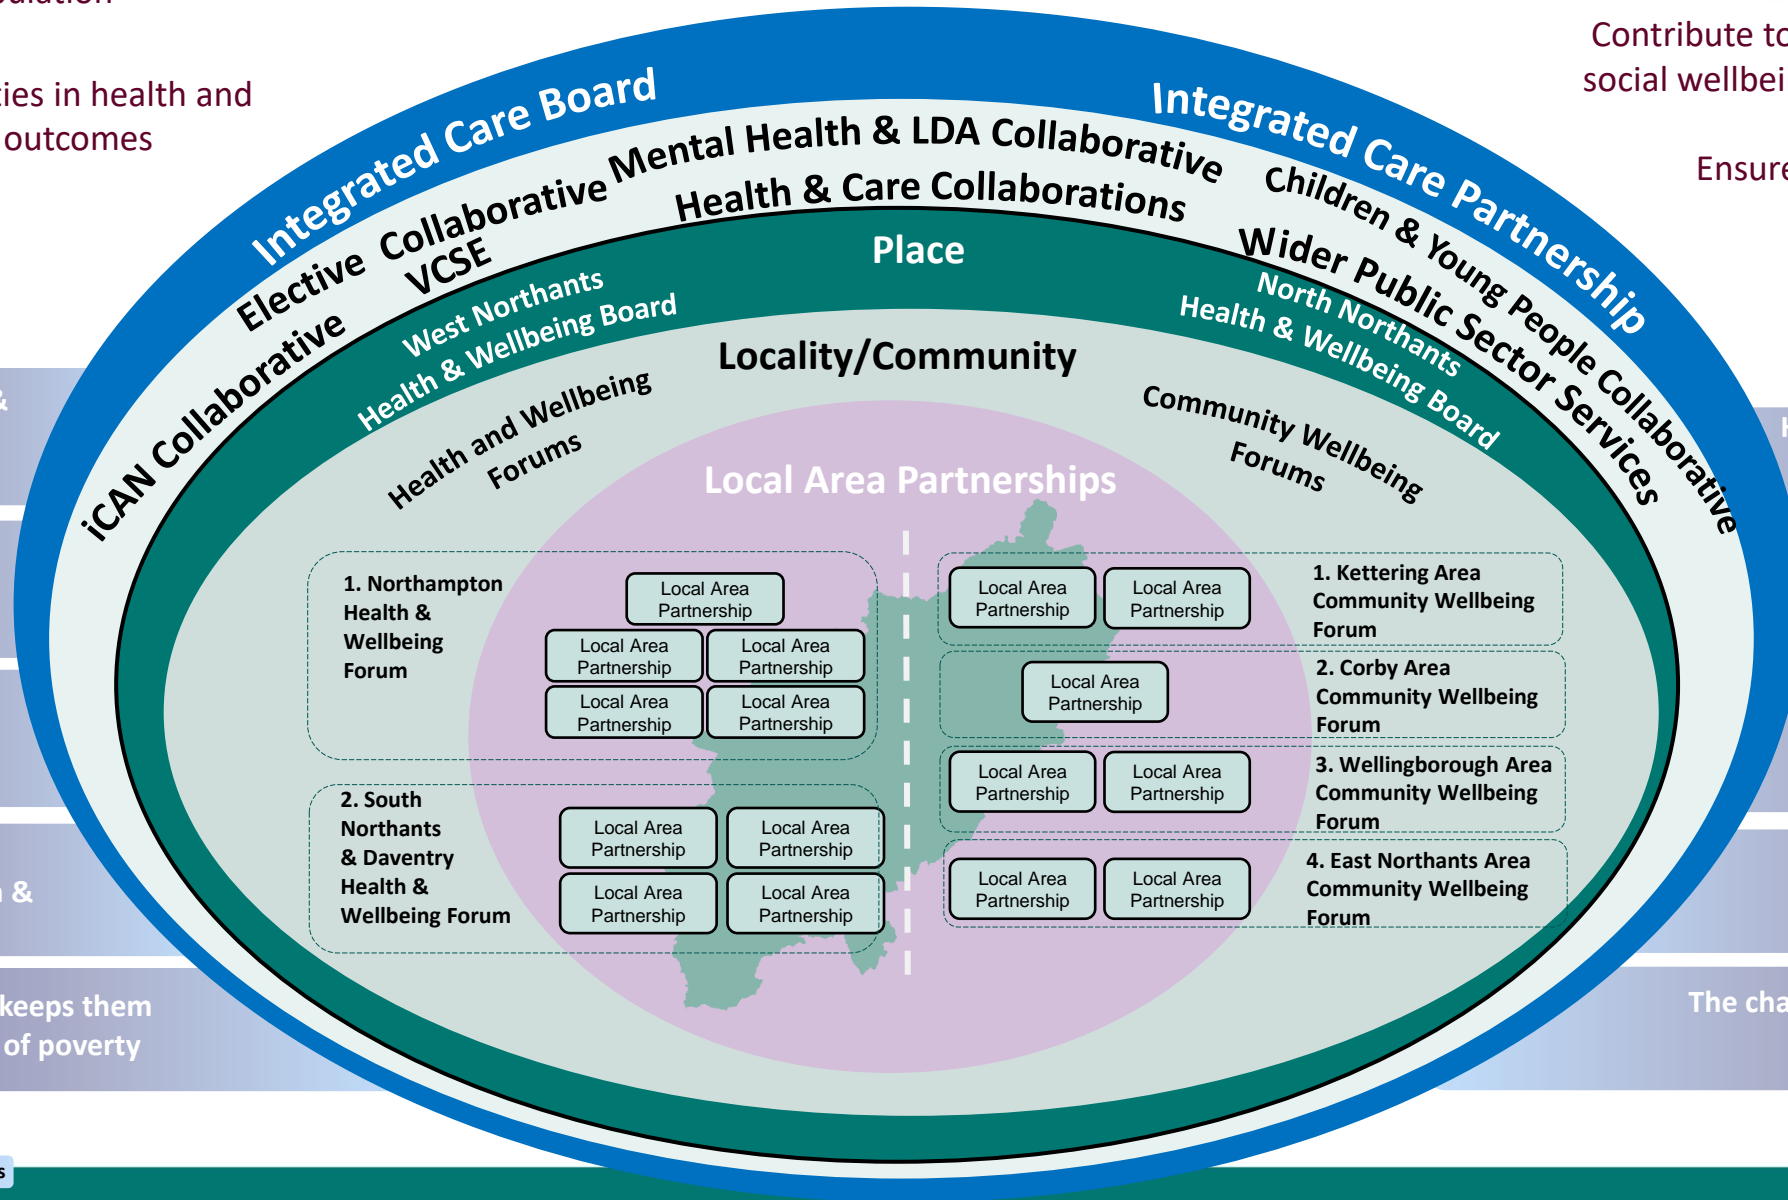 ties in health and
outcomes
Contribute to
social wellbei
Ensure
Integrated Care Board
Integrated Care Partnership
Mental Health & LDA Collaborative
Elective Collaborative
VCSE
Health & Care Collaborations
Children & Young People Collaborative
Wider Public Sector Services
iCAN Collaborative
Place
West Northants
Health & Wellbeing Board
North Northants
Health & Wellbeing Board
Locality/Community
Health and Wellbeing
Forums
Community Wellbeing
Forums
Local Area Partnerships
1. Northampton
Health &
Wellbeing
Forum
Local Area
Partnership
Local Area
Partnership
Local Area
Partnership
Local Area
Partnership
Local Area
Partnership
2. South
Northants
& Daventry
Health &
Wellbeing Forum
Local Area
Partnership
Local Area
Partnership
Local Area
Partnership
Local Area
Partnership
Local Area
Partnership
Local Area
Partnership
1. Kettering Area
Community Wellbeing
Forum
Local Area
Partnership
2. Corby Area
Community Wellbeing
Forum
Local Area
Partnership
Local Area
Partnership
3. Wellingborough Area
Community Wellbeing
Forum
Local Area
Partnership
Local Area
Partnership
4. East Northants Area
Community Wellbeing
Forum
&
&
keeps them
of poverty
The cha
s